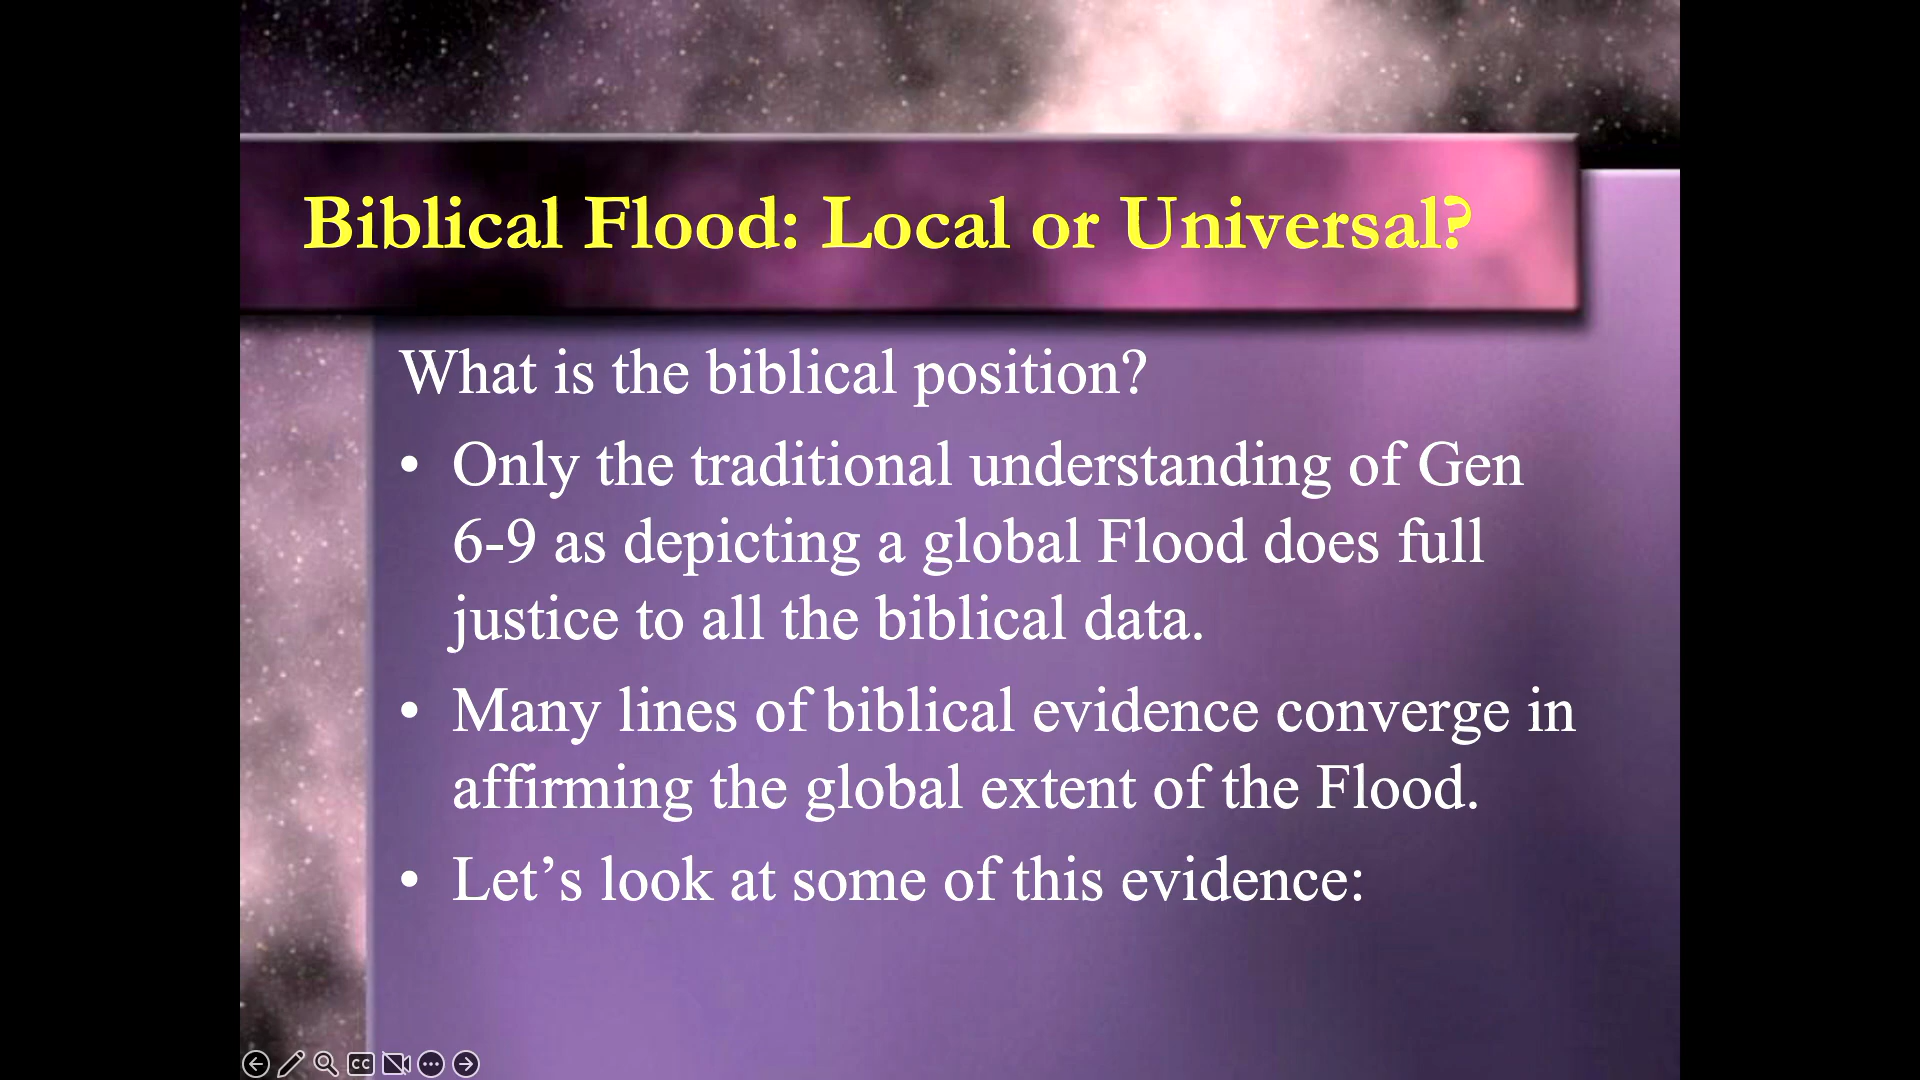 Biblical Flood: Local or Universal?
What is the biblical position?
• Only the traditional understanding of Gen
6-9 as depicting a global Flood does full
justice to all the biblical data.
• Many lines of biblical evidence converge in
affirming the global extent of the Flood.
• Let’s look at some of this evidence:
CC